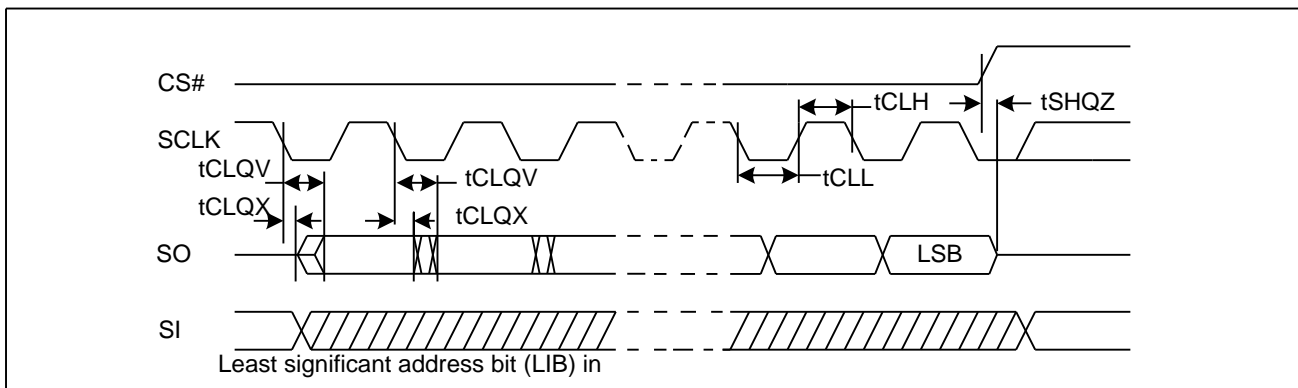 CS#
tCLH
tSHQZ
SCLK
tCLQV
tCLQV
tCLL
tCLQX
tCLQX
SO
LSB
SI
Least significant address bit (LIB) in